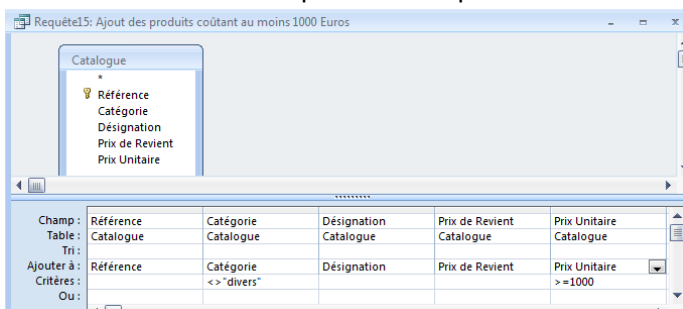 Requête15: Ajout des produits coûtant au moins 1000 Euros
Catalogue
*
Référence
Catégorie
Désignation
Prix de Revient
Prix Unitaire
Champ : Référence Catégorie Désignation Prix de Revient Prix Unitaire
Table : Catalogue Catalogue Catalogue Catalogue Catalogue
Tri :
Ajouter à : Référence Catégorie Désignation Prix de Revient Prix Unitaire
Critères : <>"divers" >=1000
Ou :